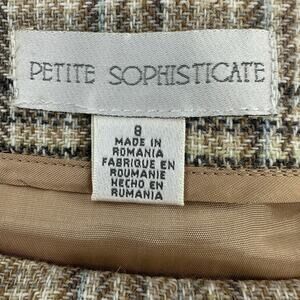 PETITE SOPHISTICATE
8
MADE IN
ROMANIA
FABRIQUE EN
ROUMANIE
HECHO EN
RUMANIA